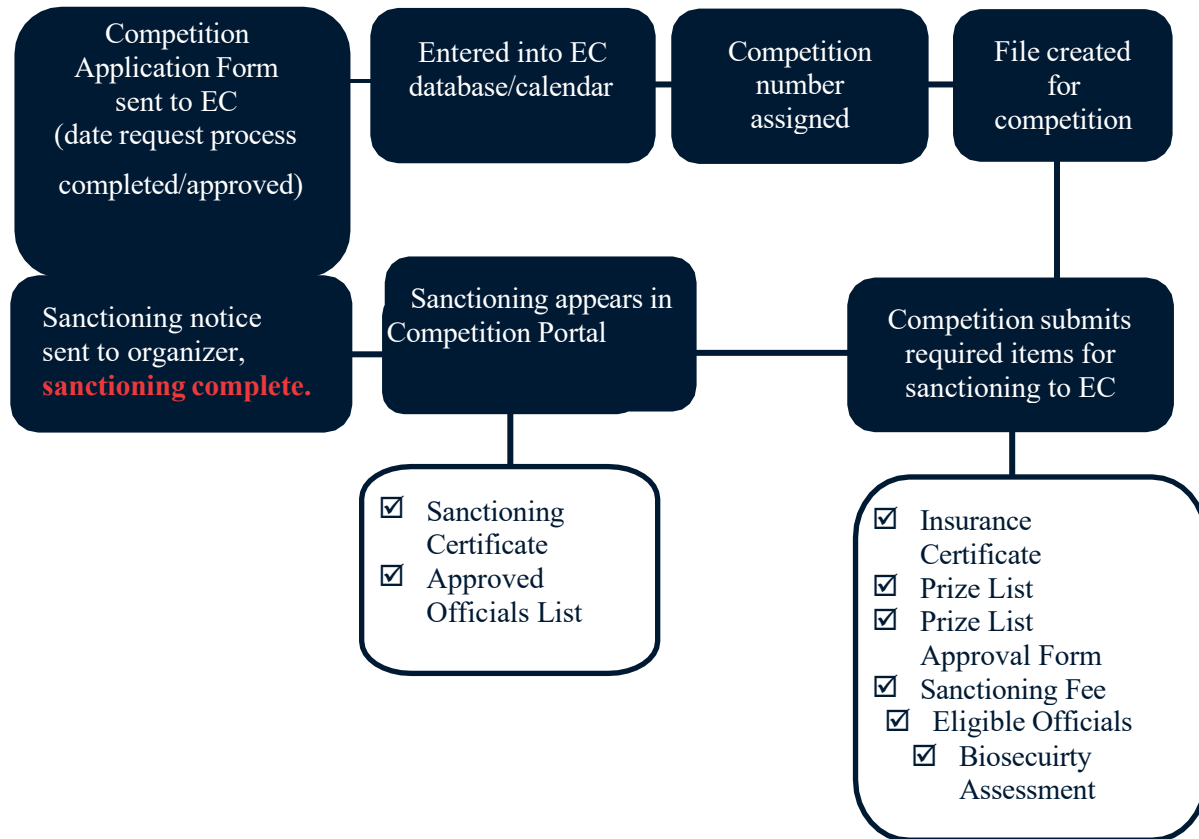 Competition
Application Form
sent to EC
(date request process
completed/approved)
Entered into EC
database/calendar
Competition
number
assigned
File created
for
competition
Competition submits
required items for
sanctioning to EC
☑ Insurance
Certificate
☑ Prize List
☑ Prize List
Approval Form
☑ Sanctioning Fee
☑ Eligible Officials
☑ Biosecuirty
Assessment
Sanctioning appears in
Competition Portal
☑ Sanctioning
Certificate
☑ Approved
Officials List
Sanctioning notice
sent to organizer,
sanctioning complete.